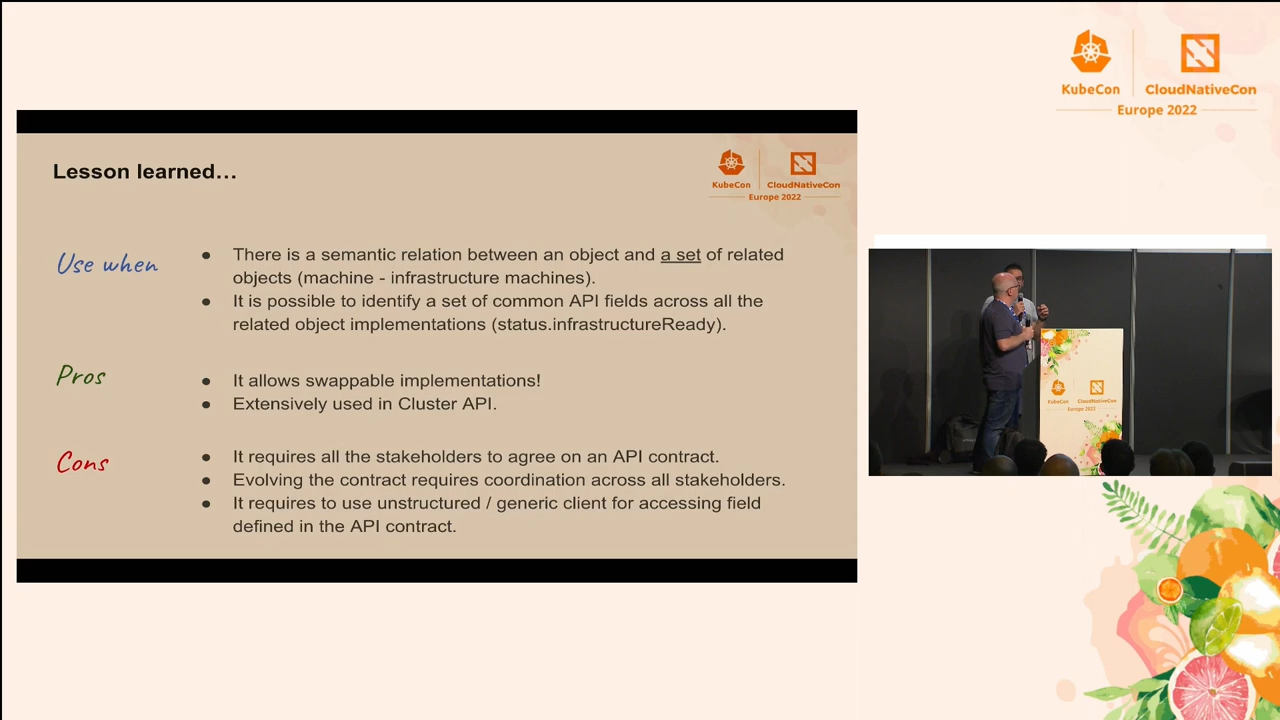 KubeCon
CloudNativeCon
Europe 2022
Lesson learned...
KubeCon
CloudNativeCon
Europe 2022
Use when
● There is a semantic relation between an object and a set of related
objects (machine - infrastructure machines).
● It is possible to identify a set of common API fields across all the
related object implementations (status.infrastructureReady).
Pros
● It allows swappable implementations!
● Extensively used in Cluster API.
Cons
● It requires all the stakeholders to agree on an API contract.
● Evolving the contract requires coordination across all stakeholders.
● It requires to use unstructured / generic client for accessing field
defined in the API contract.
KubeCon
CloudNativeCon
Europe 2022